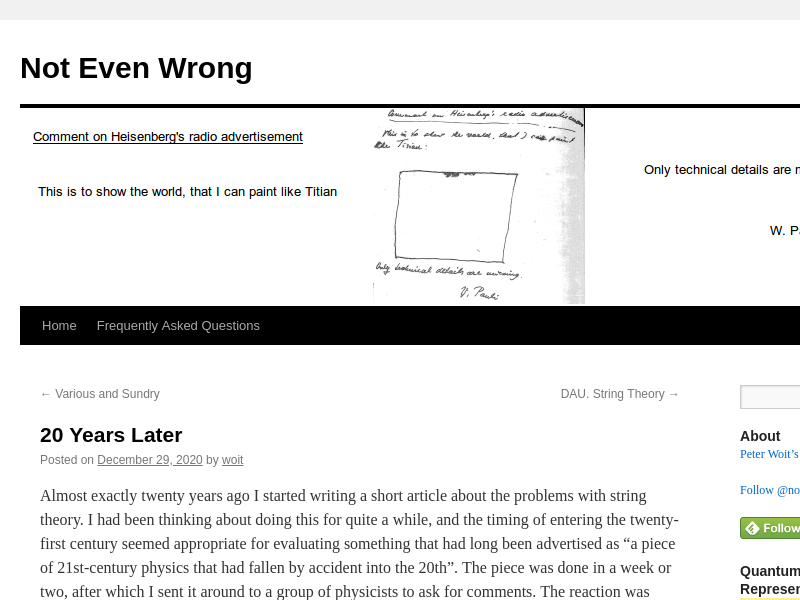 Not Even Wrong
Comment on Heisenberg's radio advertisement
This is to show the world, that I can paint like Titian
Comment on Heisenberg's radio advertisement
This is to show the world, that I can paint
like Titian:
Only technical details are missing.
W. Pauli
Only technical details are
W. P
Home
Frequently Asked Questions
← Various and Sundry
DAU. String Theory →
20 Years Later
Posted on December 29, 2020 by woit
Almost exactly twenty years ago I started writing a short article about the problems with string
theory. I had been thinking about doing this for quite a while, and the timing of entering the twenty-
first century seemed appropriate for evaluating something that had long been advertised as “a piece
of 21st-century physics that had fallen by accident into the 20th”. The piece was done in a week or
two, after which I sent it around to a group of physicists to ask for comments. The reaction was
About
Peter Woit’s
Follow @no
Follow
Quantum
Represen